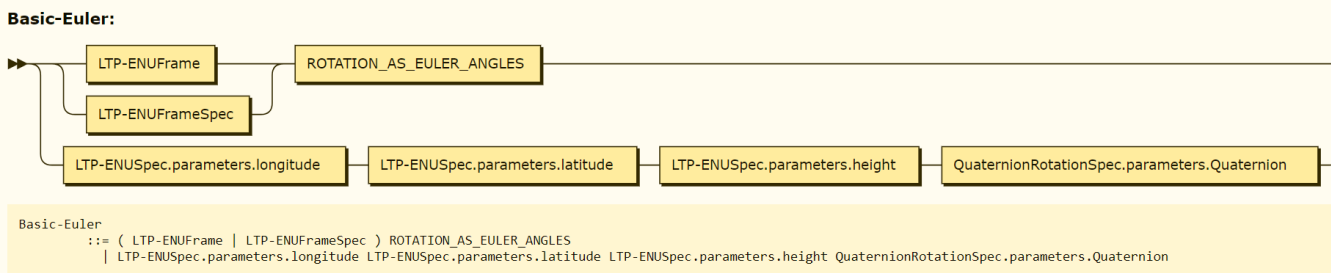 Basic-Euler:
LTP-ENUFrame ROTATION_AS_EULER_ANGLES
LTP-ENUFrameSpec
LTP-ENUSpec.parameters.longitude LTP-ENUSpec.parameters.latitude LTP-ENUSpec.parameters.height QuaternionRotationSpec.parameters.Quaternion
Basic-Euler
::= ( LTP-ENUFrame | LTP-ENUFrameSpec ) ROTATION_AS_EULER_ANGLES
| LTP-ENUSpec.parameters.longitude LTP-ENUSpec.parameters.latitude LTP-ENUSpec.parameters.height QuaternionRotationSpec.parameters.Quaternion